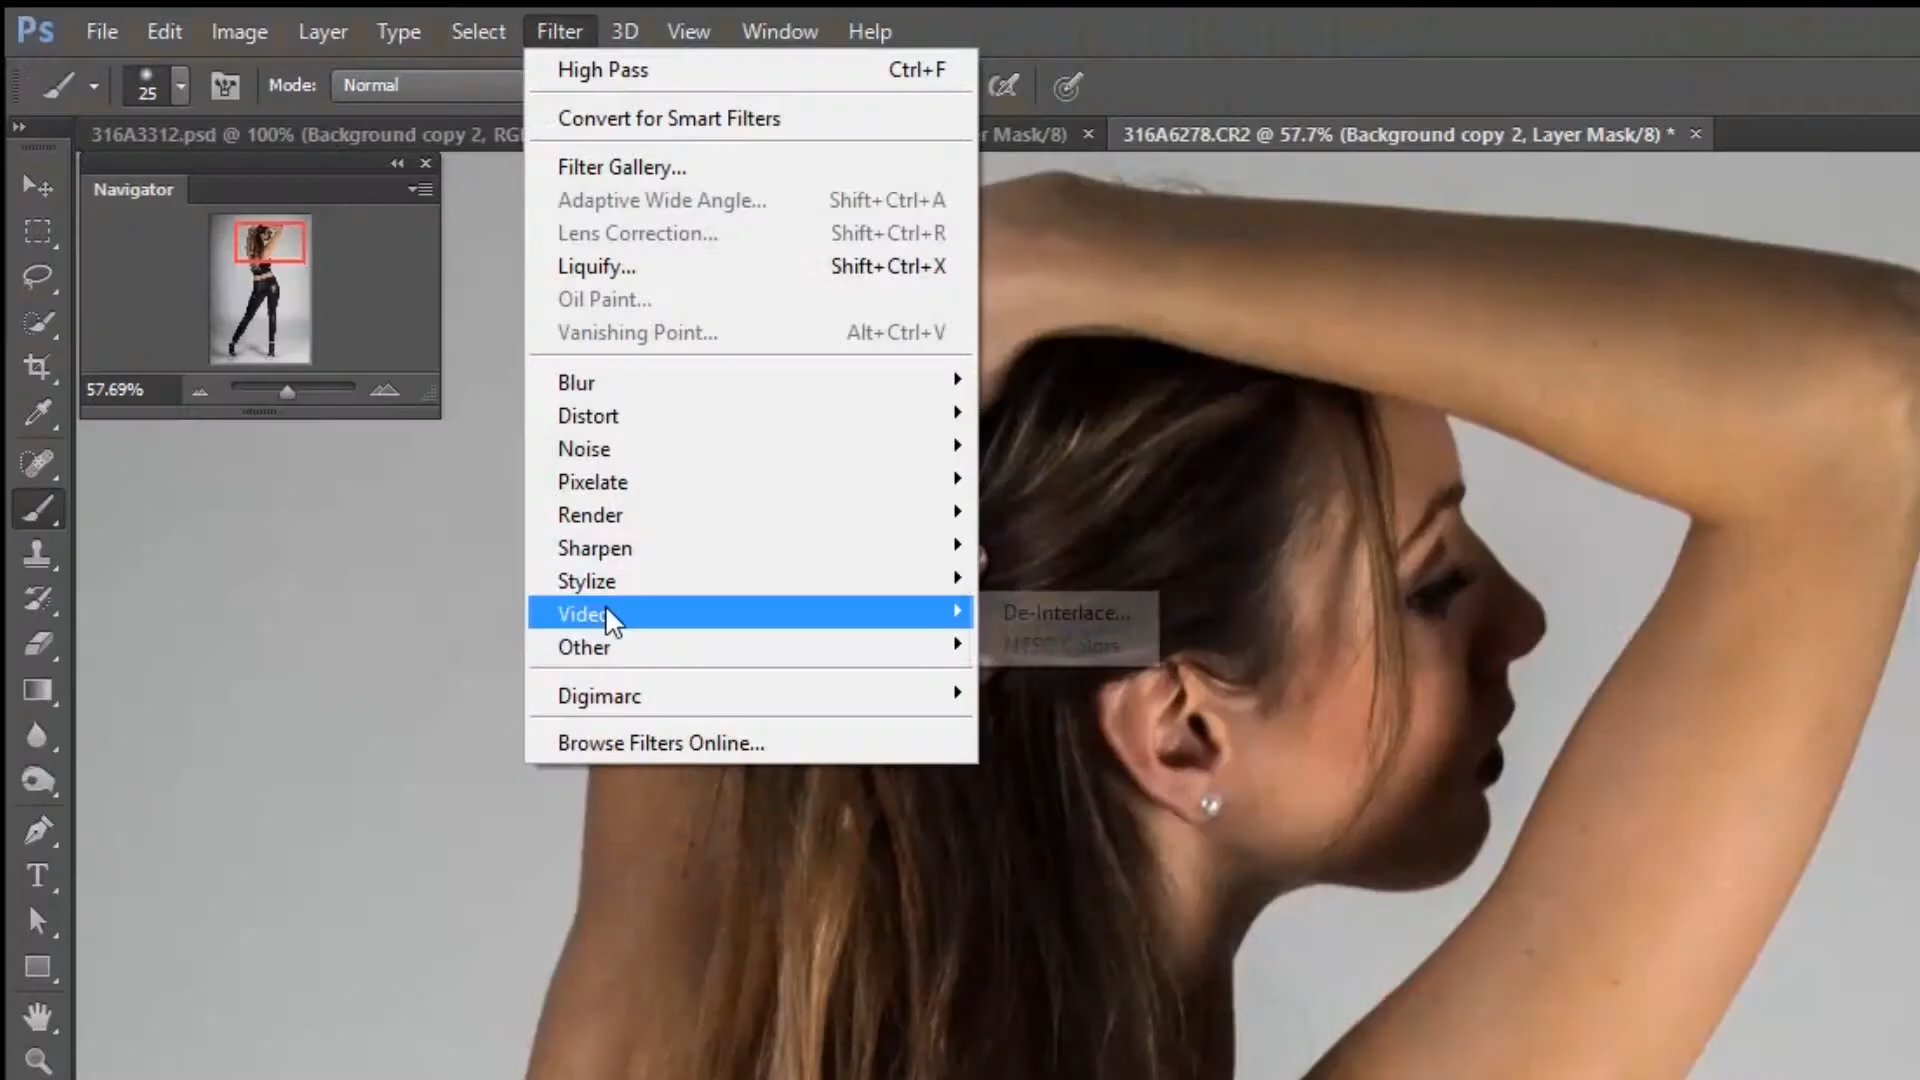 Ps File Edit Image Layer Type Select Filter 3D View Window Help
25 Mode: Normal
316A3312.psd @ 100% (Background copy 2, RG
r Mask/8) ×
316A6278.CR2 @ 57.7% (Background copy 2, Layer Mask/8) * ×
Navigator
57.69%
High Pass Ctrl+F
Convert for Smart Filters
Filter Gallery...
Adaptive Wide Angle... Shift+Ctrl+A
Lens Correction... Shift+Ctrl+R
Liquify... Shift+Ctrl+X
Oil Paint...
Vanishing Point... Alt+Ctrl+V
Blur
Distort
Noise
Pixelate
Render
Sharpen
Stylize
Video
De-Interlace...
NTSC Colors
Other
Digimarc
Browse Filters Online...
T